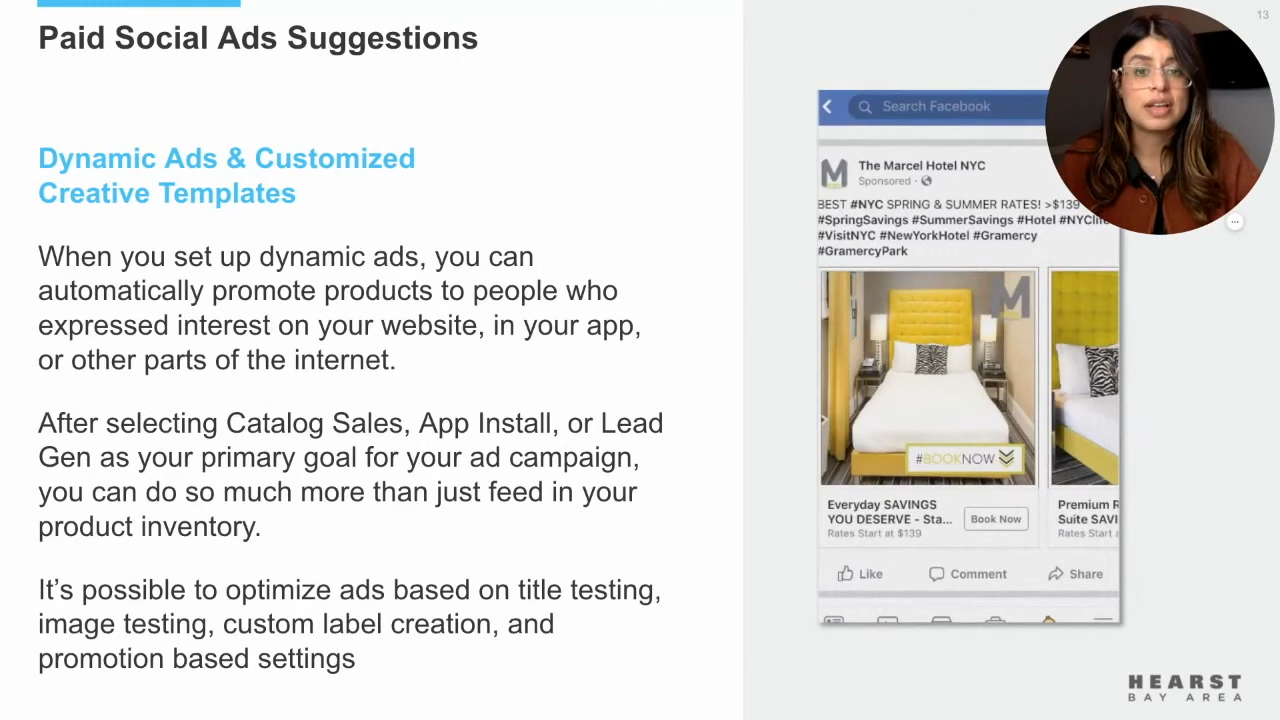 Paid Social Ads Suggestions
13
Dynamic Ads & Customized
Creative Templates
When you set up dynamic ads, you can
automatically promote products to people who
expressed interest on your website, in your app,
or other parts of the internet.
After selecting Catalog Sales, App Install, or Lead
Gen as your primary goal for your ad campaign,
you can do so much more than just feed in your
product inventory.
It’s possible to optimize ads based on title testing,
image testing, custom label creation, and
promotion based settings
Search Facebook
M
The Marcel Hotel NYC
Sponsored ·
BEST #NYC SPRING & SUMMER RATES! >$139
#SpringSavings #SummerSavings #Hotel #NYClife
#VisitNYC #NewYorkHotel #Gramercy
#GramercyPark
M
#BOOKNOW
Everyday SAVINGS
YOU DESERVE - Sta...
Rates Start at $139
Book Now
Premium
Suite
Rates Start
Like
Comment
Share
HEARST
BAY AREA